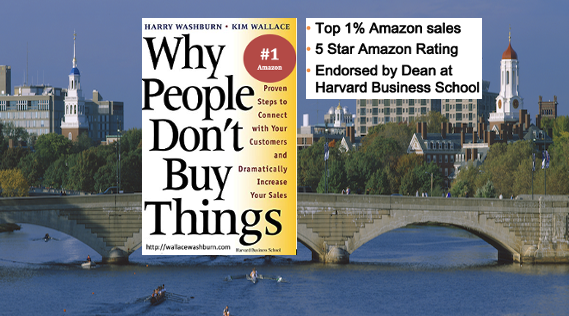 HARRY WASHBURN • KIM WALLACE
Why
People
Don't
Buy
Things
#1
Amazon
Proven
Steps to
Connect
with Your
Customers
and
Dramatically
Increase
Your Sales
http://wallacewashburn.com
Harvard Business School
• Top 1% Amazon sales
• 5 Star Amazon Rating
• Endorsed by Dean at
Harvard Business School